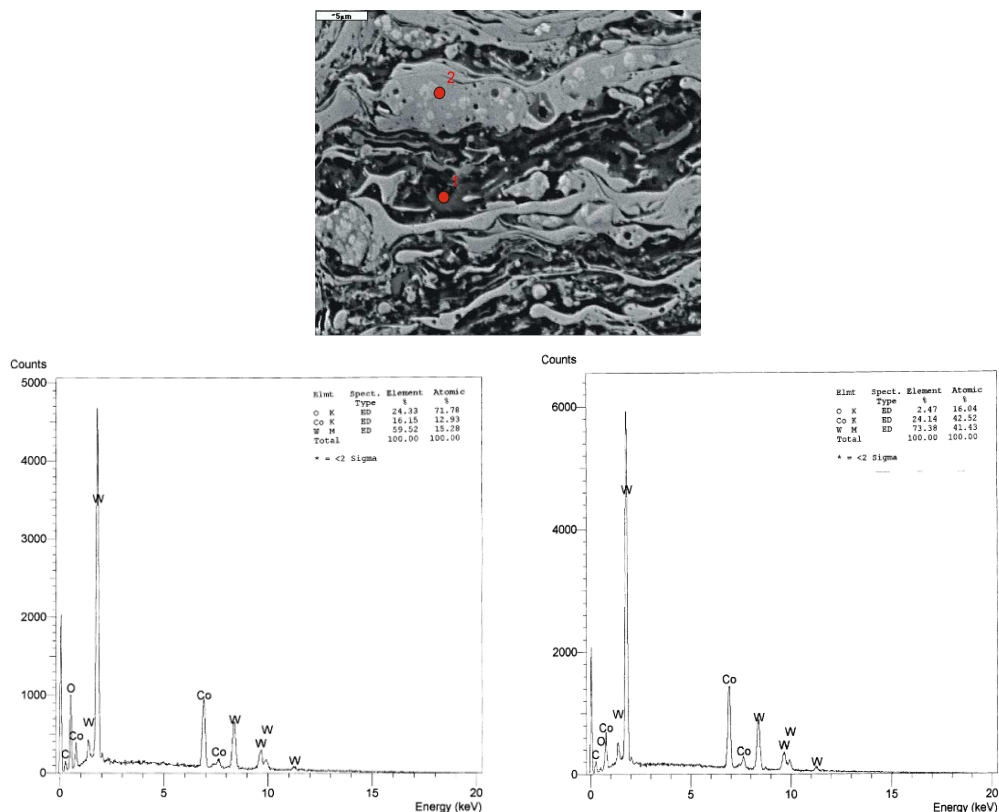 5μm
2
1
Counts
5000
4000
3000
2000
1000
0
Elmt Spect. Element Atomic
Type % %
O K ED 24.33 71.78
Co K ED 16.15 12.93
W M ED 59.52 15.28
Total 100.00 100.00
* = <2 Sigma
W
O
Co
W
C
Co
W
W
Co
W
W
0 5 10 15 20
Energy (keV)
Counts
6000
4000
2000
0
Elmt Spect. Element Atomic
Type % %
O K ED 2.47 16.04
Co K ED 24.14 42.52
W M ED 73.38 41.43
Total 100.00 100.00
* = <2 Sigma
W
Co
W
W
W
Co
O
C
Co
W
W
0 5 10 15 20
Energy (keV)